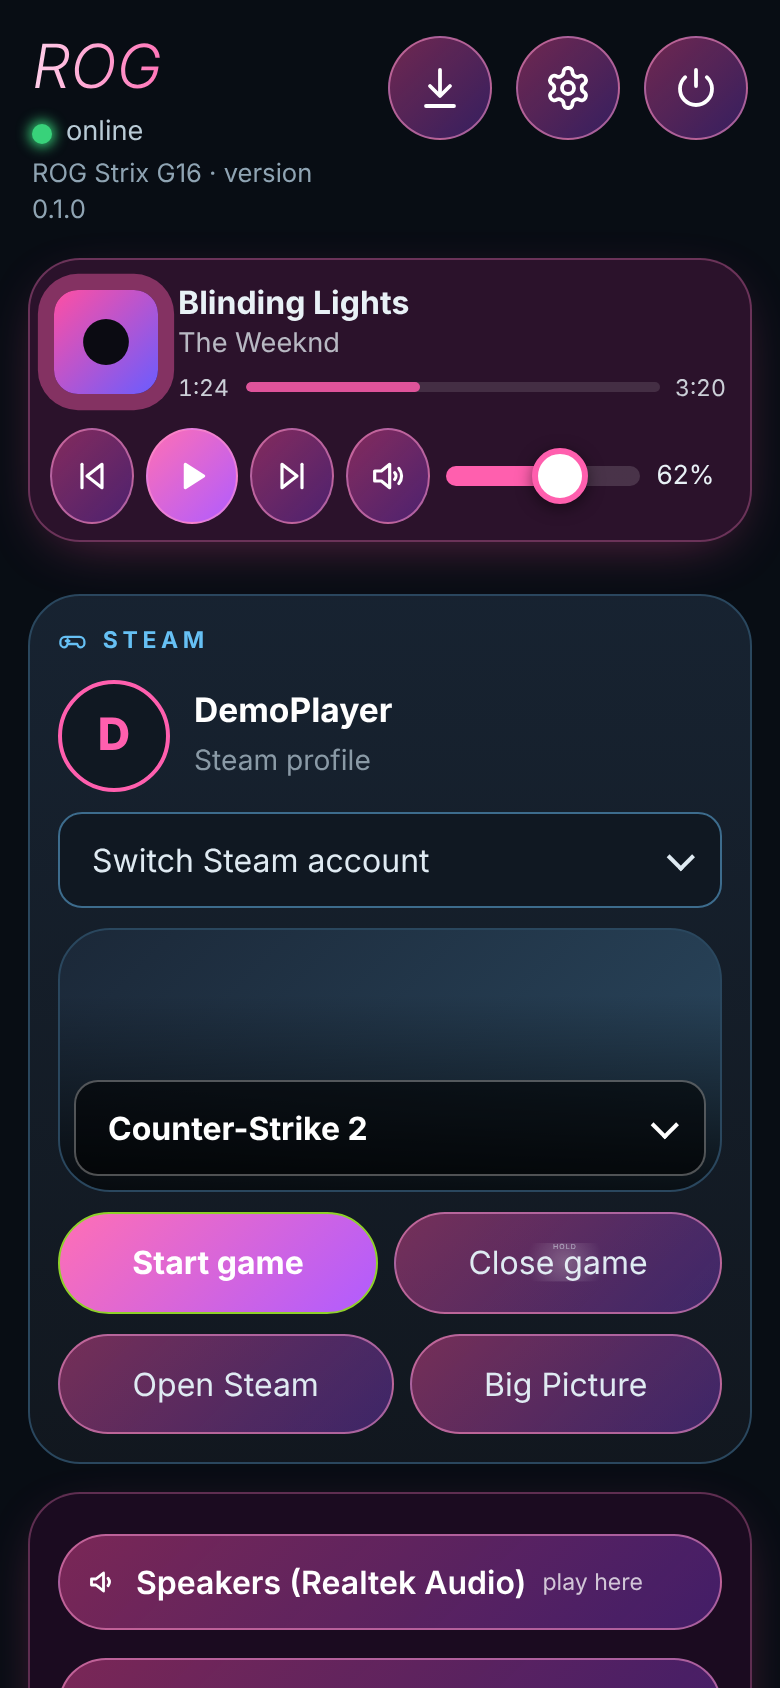 ROG
online
ROG Strix G16 · version
0.1.0
Blinding Lights
The Weeknd
1:24
3:20
62%
STEAM
D
DemoPlayer
Steam profile
Switch Steam account
Counter-Strike 2
Start game
HOLD
Close game
Open Steam
Big Picture
Speakers (Realtek Audio) play here